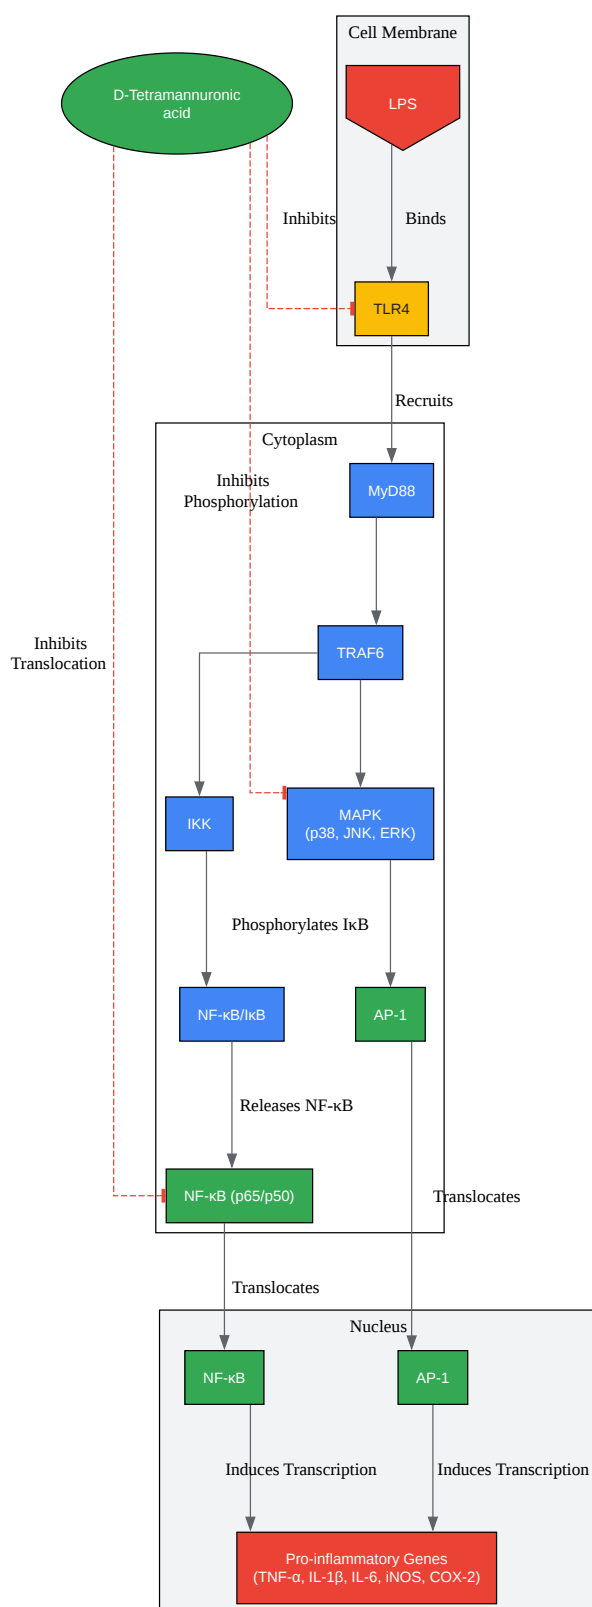 Cell Membrane
D-Tetramannuronic
acid
LPS
Inhibits
Binds
TLR4
Recruits
Cytoplasm
Inhibits
Phosphorylation
MyD88
Inhibits
Translocation
TRAF6
IKK
MAPK
(p38, JNK, ERK)
Phosphorylates IκB
NF-κB/IκB
AP-1
Releases NF-κB
NF-κB (p65/p50)
Translocates
Translocates
Nucleus
NF-κB
AP-1
Induces Transcription
Induces Transcription
Pro-inflammatory Genes
(TNF-α, IL-1β, IL-6, iNOS, COX-2)